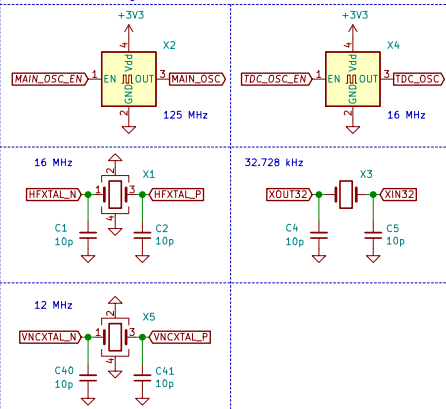 +3V3
4
X2
Vdd
MAIN_OSC_EN
1
EN
OUT
3
MAIN_OSC
GND
2
125 MHz
+3V3
4
X4
Vdd
TDC_OSC_EN
1
EN
OUT
3
TDC_OSC
GND
2
16 MHz
16 MHz
2
X1
HFXTAL_N
1
3
HFXTAL_P
4
C1
10p
C2
10p
32.728 kHz
X3
XOUT32
XIN32
C4
10p
C5
10p
12 MHz
2
X5
VNCXTAL_N
1
3
VNCXTAL_P
4
C40
10p
C41
10p